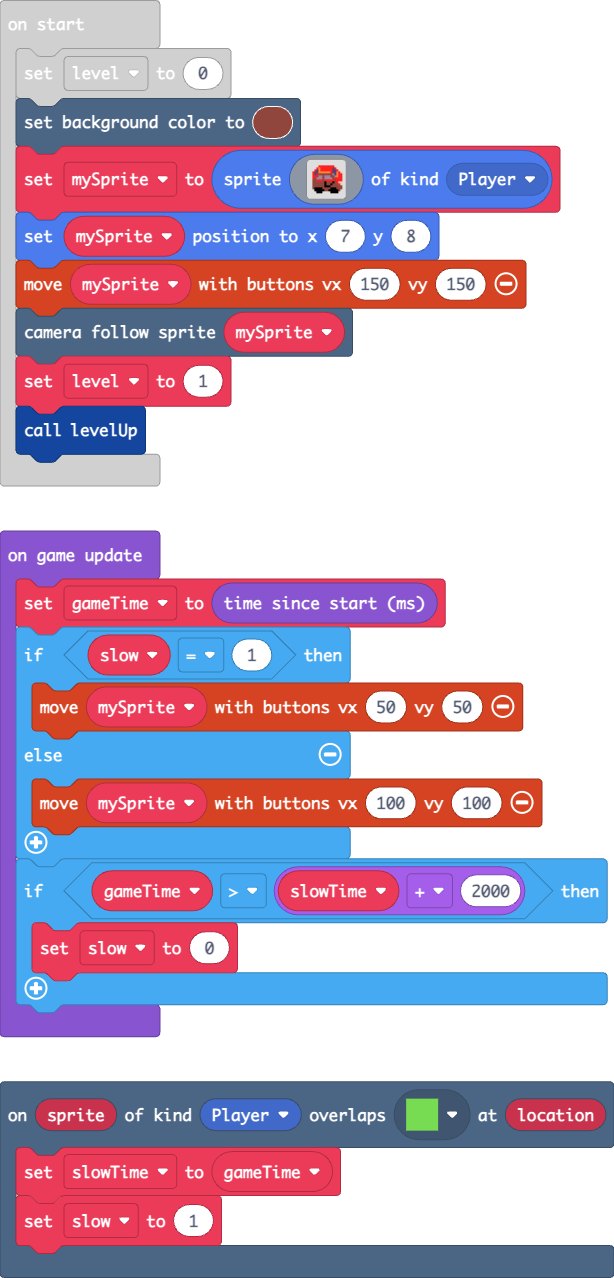 on start
set level to 0
set background color to
set mySprite to sprite of kind Player
set mySprite position to x 7 y 8
move mySprite with buttons vx 150 vy 150
camera follow sprite mySprite
set level to 1
call levelUp
on game update
set gameTime to time since start (ms)
if slow = 1 then
move mySprite with buttons vx 50 vy 50
else
move mySprite with buttons vx 100 vy 100
if gameTime > slowTime + 2000 then
set slow to 0
on sprite of kind Player overlaps at location
set slowTime to gameTime
set slow to 1